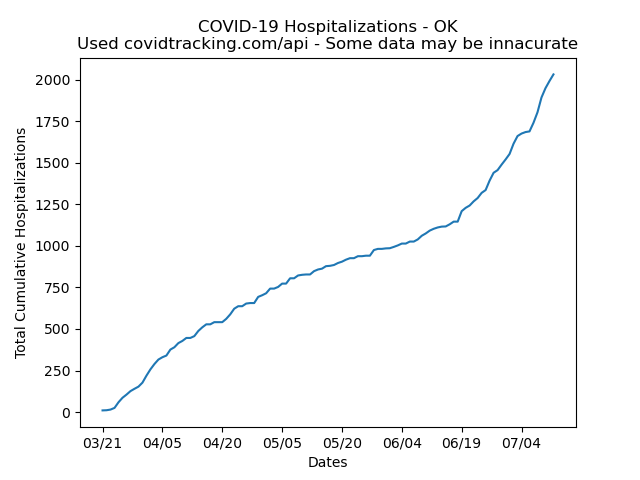 COVID-19 Hospitalizations - OK
Used covidtracking.com/api - Some data may be innacurate
Total Cumulative Hospitalizations
2000
1750
1500
1250
1000
750
500
250
0
03/21 04/05 04/20 05/05 05/20 06/04 06/19 07/04
Dates